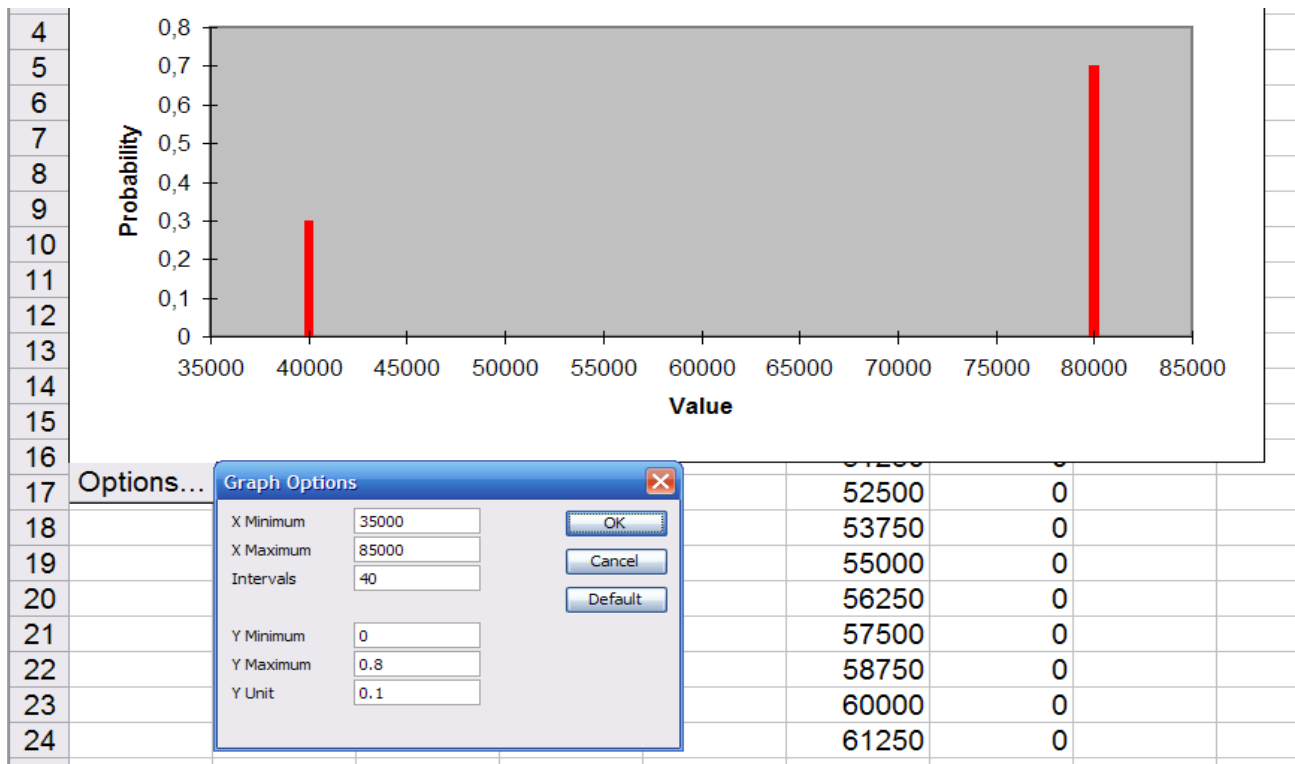 4
0,8
5
0,7
6
0,6
7
0,5
8
0,4
9
0,3
10
0,2
11
0,1
12
0
13
Probability
35000 40000 45000 50000 55000 60000 65000 70000 75000 80000 85000
14
Value
15
16
17 Options... Graph Options 52500 0
X Minimum 35000 OK
18 53750 0
X Maximum 85000 Cancel
19 55000 0
Intervals 40
20 Default 56250 0
21 57500 0
Y Minimum 0
22 58750 0
Y Maximum 0.8
23 60000 0
Y Unit 0.1
24 61250 0